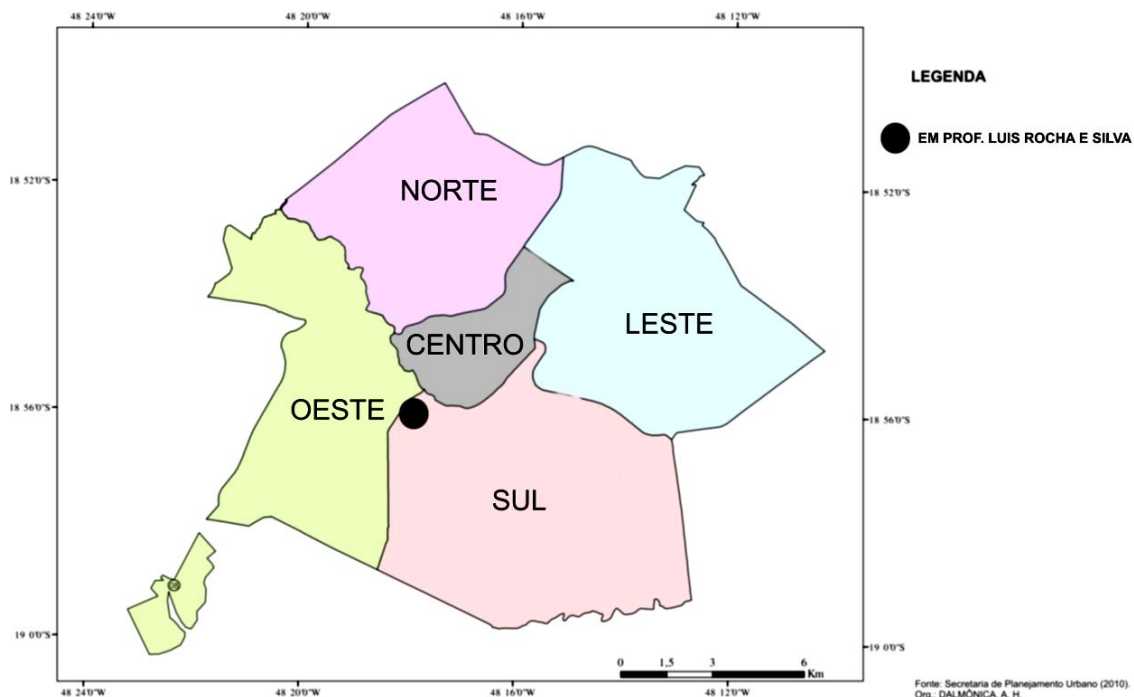 48 24'0"W 48 20'0"W 48 16'0"W 48 12'0"W
LEGENDA
EM PROF. LUIS ROCHA E SILVA
18 52'0"S
18 52'0"S
NORTE
LESTE
CENTRO
18 56'0"S
OESTE
18 56'0"S
SUL
19 0'0"S
19 0'0"S
0 1,5 3 6
Km
48 24'0"W 48 20'0"W 48 16'0"W 48 12'0"W
Fonte: Secretaria de Planejamento Urbano (2010).
Org.: DALMÔNICA, A. H.